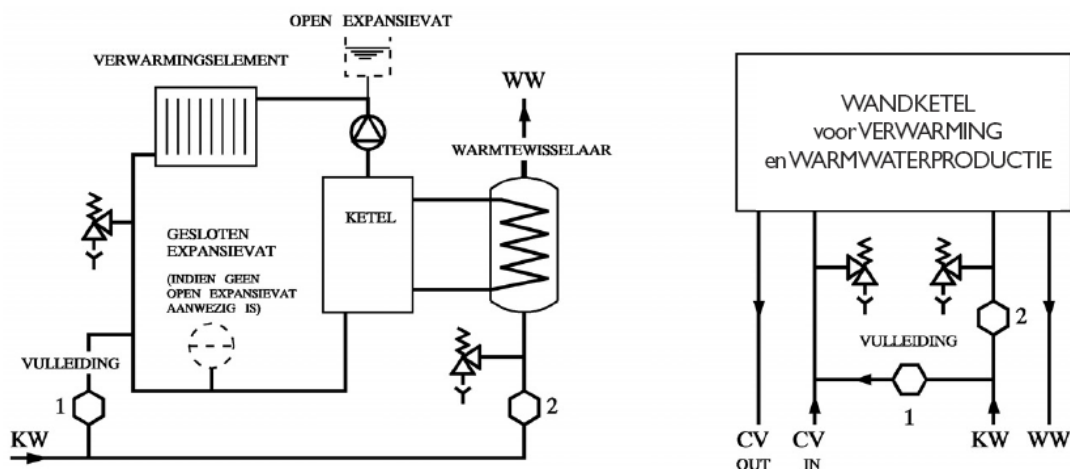 OPEN EXPANSIEVAT
VERWARMINGSELEMENT
WW
WARMTEWISSELAAR
KETEL
GESLOTEN
EXPANSIEVAT
(INDIEN GEEN
OPEN EXPANSIEVAT
AANWEZIG IS)
VULLEIDING
1
2
KW
WANDKETEL
voor VERWARMING
en WARMWATERPRODUCTIE
2
VULLEIDING
1
CV
OUT
CV
IN
KW
WW